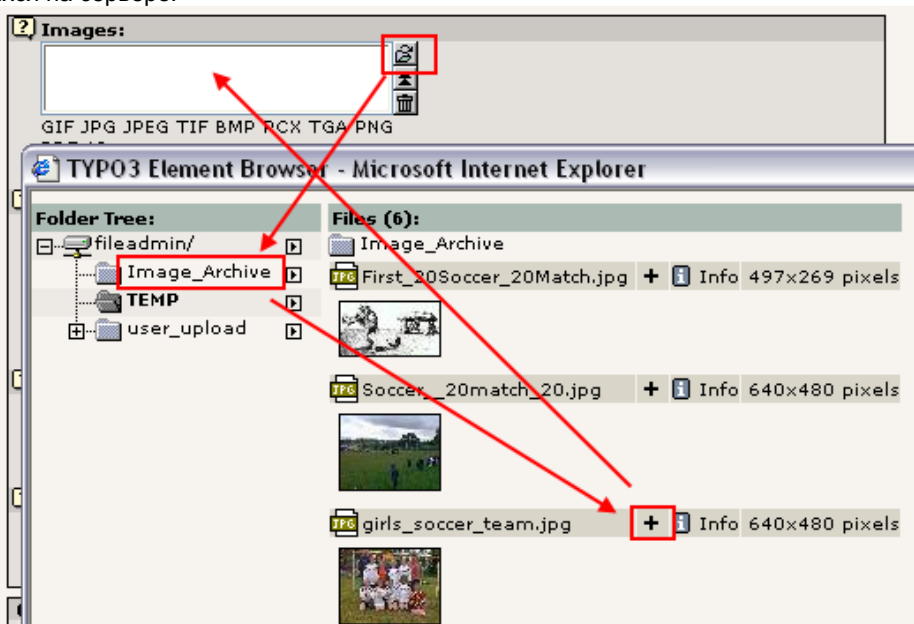 на сервере.
Images:
GIF JPG JPEG TIF BMP PCX TGA PNG
TYPO3 Element Browser - Microsoft Internet Explorer
Folder Tree:
Files (6):
fileadmin/
Image_Archive
Image_Archive
First_20Soccer_20Match.jpg + Info 497x269 pixels
TEMP
user_upload
Soccer__20match_20.jpg + Info 640x480 pixels
girls_soccer_team.jpg + Info 640x480 pixels